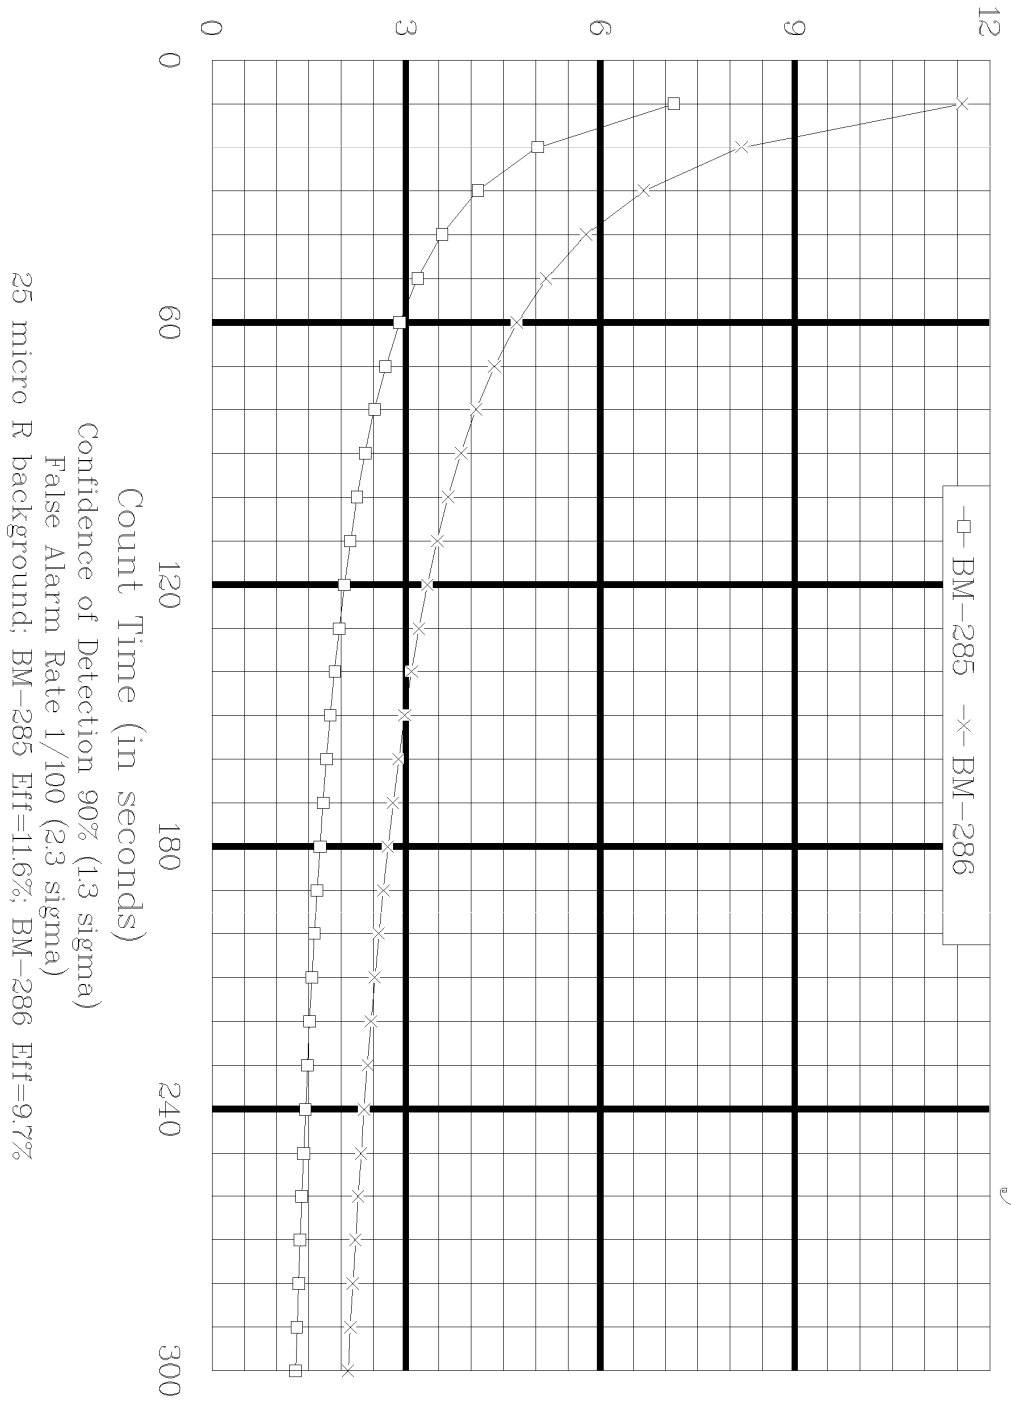 12
BM-285 BM-286
9
6
3
0
0 60 120 180 240 300
Count Time (in seconds)
Confidence of Detection 90% (1.3 sigma)
False Alarm Rate 1/100 (2.3 sigma)
25 micro R background; BM-285 Eff=11.6%; BM-286 Eff=9.7%